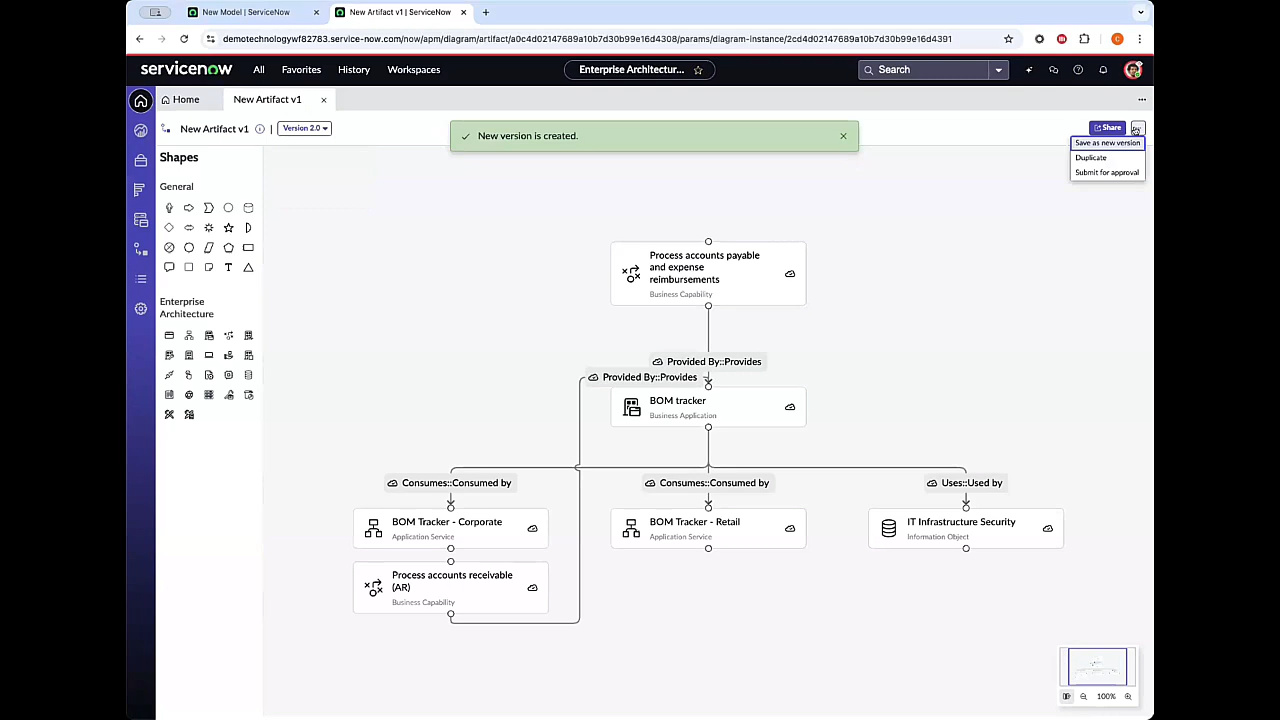 New Model | ServiceNow
New Artifact v1 | ServiceNow
demotechnologywf82783.service-now.com/now/apm/diagram/artifact/a0c4d02147689a10b7d30b99e16d4308/params/diagram-instance/2cd4d02147689a10b7d30b99e16d4391
servicenow
All
Favorites
History
Workspaces
Enterprise Architectur...
Search
Home
New Artifact v1
New Artifact v1
Version 2.0
New version is created.
Share
Save as new version
Duplicate
Submit for approval
Shapes
General
Enterprise
Architecture
Process accounts payable
and expense
reimbursements
Business Capability
Provided By::Provides
Provided By::Provides
BOM tracker
Business Application
Consumes::Consumed by
Consumes::Consumed by
Uses::Used by
BOM Tracker - Corporate
Application Service
BOM Tracker - Retail
Application Service
IT Infrastructure Security
Information Object
Process accounts receivable
(AR)
Business Capability
100%